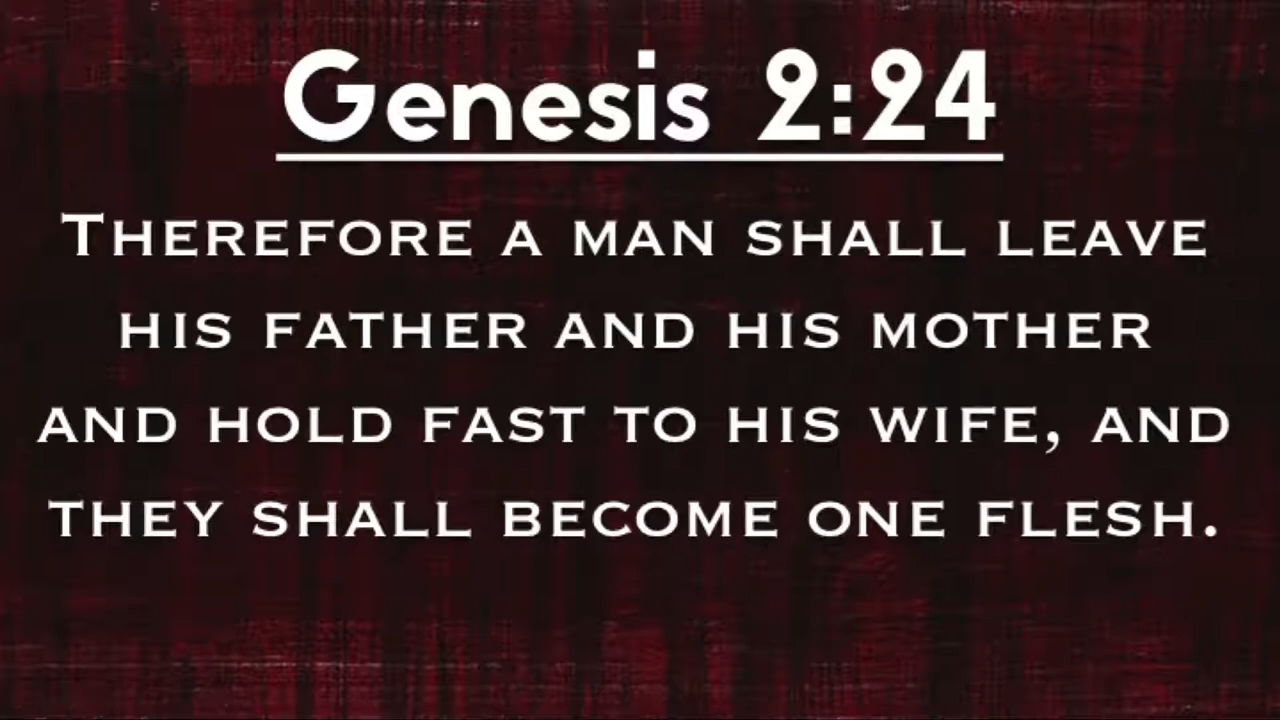 Genesis 2:24
Therefore a man shall leave
his father and his mother
and hold fast to his wife, and
they shall become one flesh.